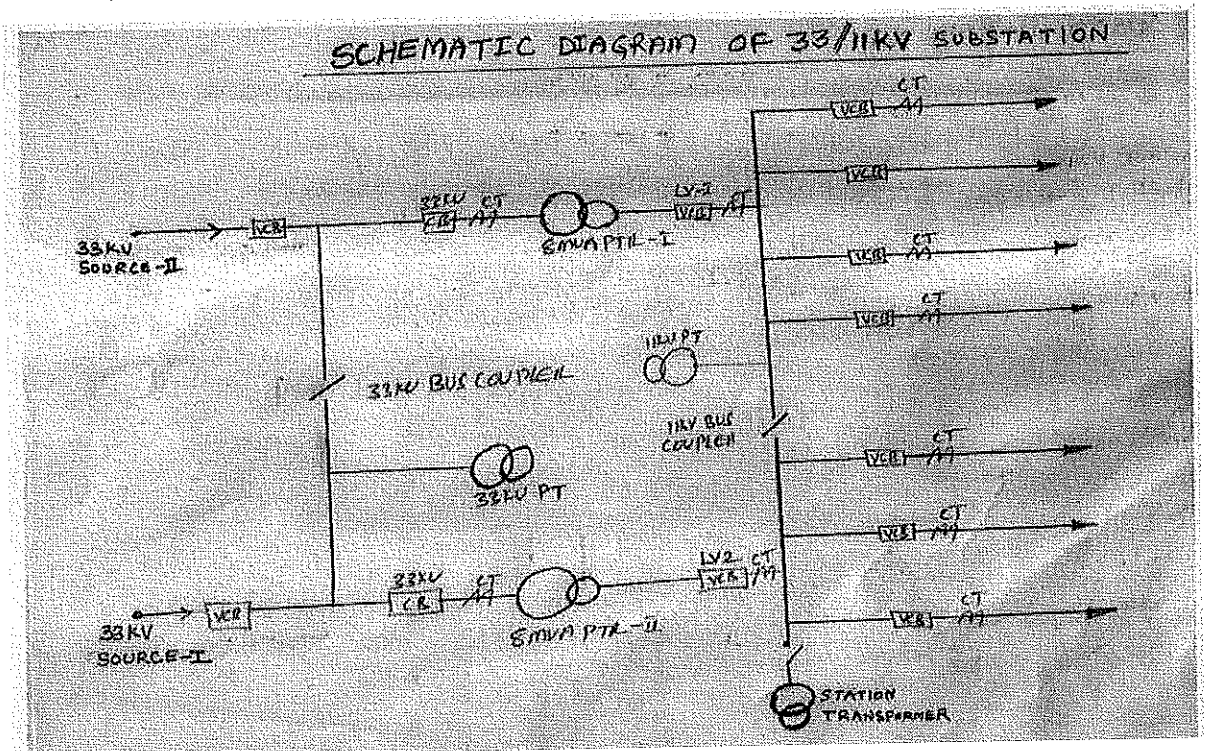 SCHEMATIC DIAGRAM OF 33/11KV SUBSTATION
CT
VCB
VCB
33KV CT
CB
LV-I
VCB CT
VCB
33KV
SOURCE-II
5MVA PTR-I
CT
VCB
CT
VCB
11KV PT
33KV BUS COUPLER
11KV BUS
COUPLER
CT
VCB
33KV PT
CT
VCB
33KV CT
CB
LV2 CT
VCB
VCB
33KV
SOURCE-I
5MVA PTR-II
CT
VCB
STATION
TRANSFORMER